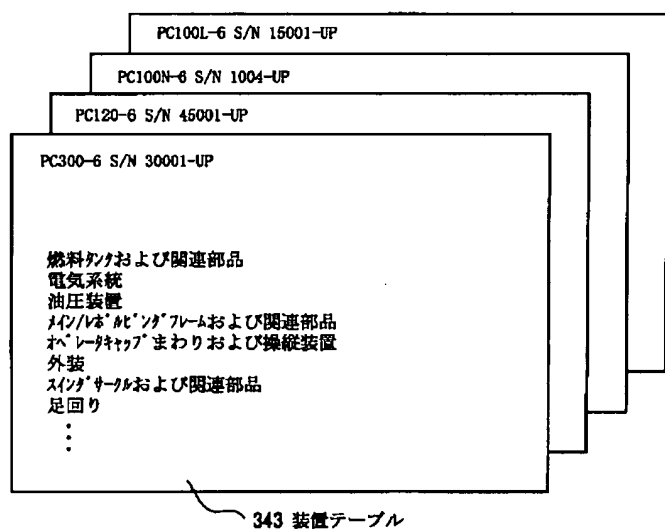 PC100L-6 S/N 15001-UP
PC100N-6 S/N 1004-UP
PC120-6 S/N 45001-UP
PC300-6 S/N 30001-UP
燃料ﾀﾝｸおよび関連部品
電気系統
油圧装置
ﾒｲﾝ/ﾚﾎﾞﾙﾋﾞﾝｸﾞﾌﾚｰﾑおよび関連部品
ｵﾍﾟﾚｰﾀｷｬｯﾌﾟまわりおよび操縦装置
外装
ｽｲﾝｸﾞｻｰｸﾙおよび関連部品
足回り
⋮
343 装置テーブル